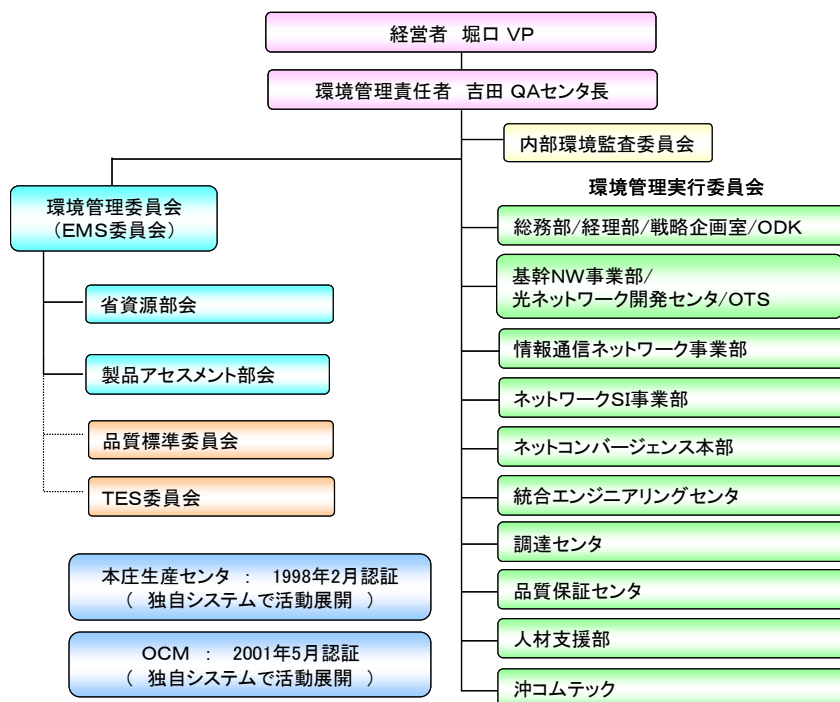 経営者 堀口 VP
環境管理責任者 吉田 QAセンタ長
内部環境監査委員会
環境管理委員会
(EMS委員会)
省資源部会
製品アセスメント部会
品質標準委員会
TES委員会
本庄生産センタ : 1998年2月認証
( 独自システムで活動展開 )
OCM : 2001年5月認証
( 独自システムで活動展開 )
環境管理実行委員会
総務部/経理部/戦略企画室/ODK
基幹NW事業部/
光ネットワーク開発センタ/OTS
情報通信ネットワーク事業部
ネットワークSI事業部
ネットコンバージェンス本部
統合エンジニアリングセンタ
調達センタ
品質保証センタ
人材支援部
沖コムテック